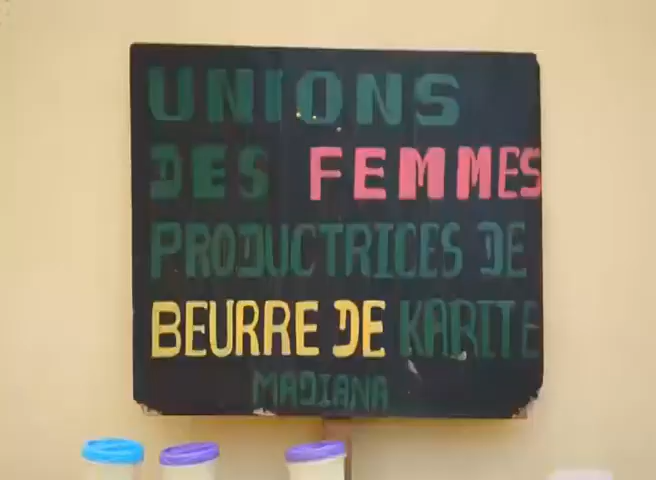 UNIONS
DES FEMMES
PRODUCTRICES DE
BEURRE DE KARITE
MADIANA